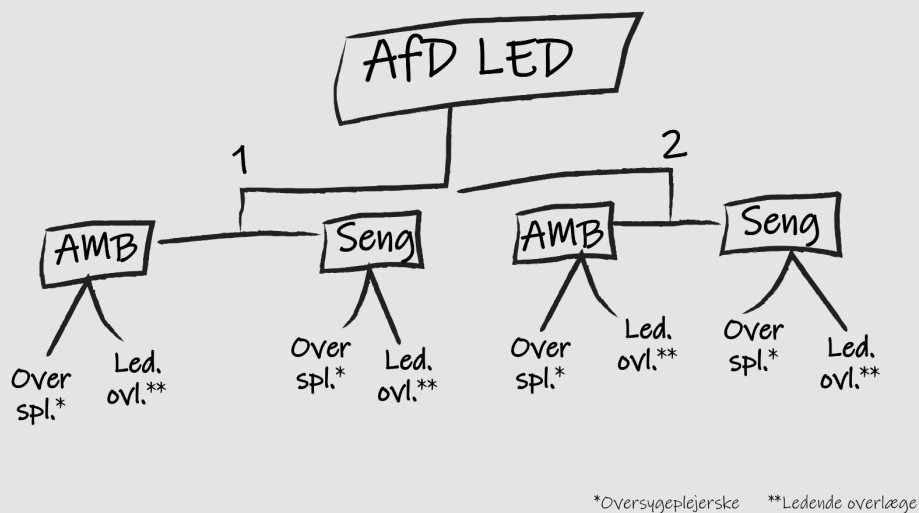 AfD LED
1
2
AMB
Seng
AMB
Seng
Over
spl.*
Led.
ovl.**
Over
spl.*
Led.
ovl.**
Over
spl.*
Led.
ovl.**
Over
spl.*
Led.
ovl.**
*Oversygeplejerske **Ledende overlæge